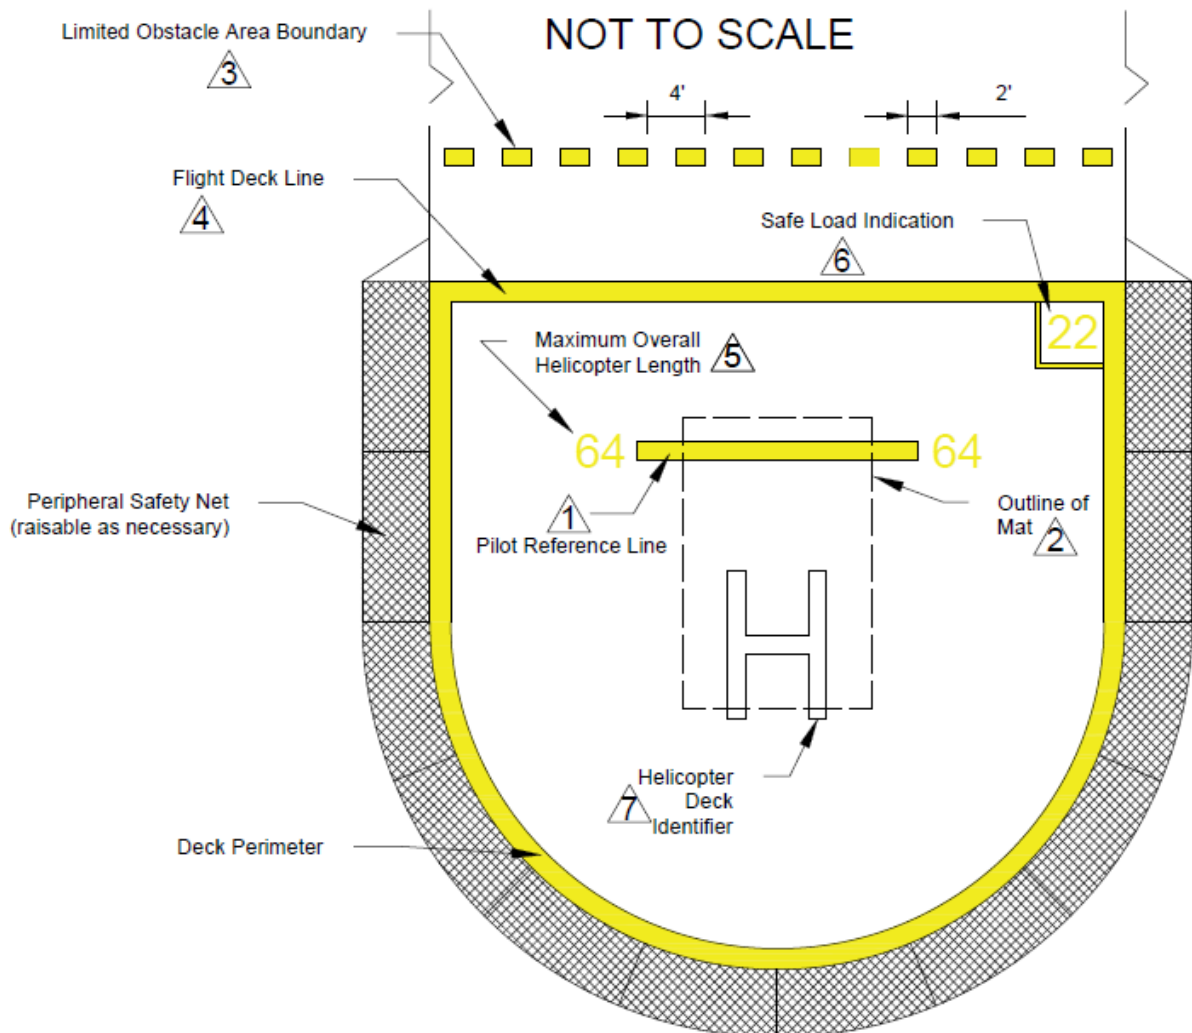 NOT TO SCALE
Limited Obstacle Area Boundary
3
4'
2'
Flight Deck Line
4
Safe Load Indication
6
22
Maximum Overall
Helicopter Length
5
64
64
Peripheral Safety Net
(raisable as necessary)
1
Pilot Reference Line
Outline of
Mat
2
H
Helicopter
Deck
Identifier
7
Deck Perimeter